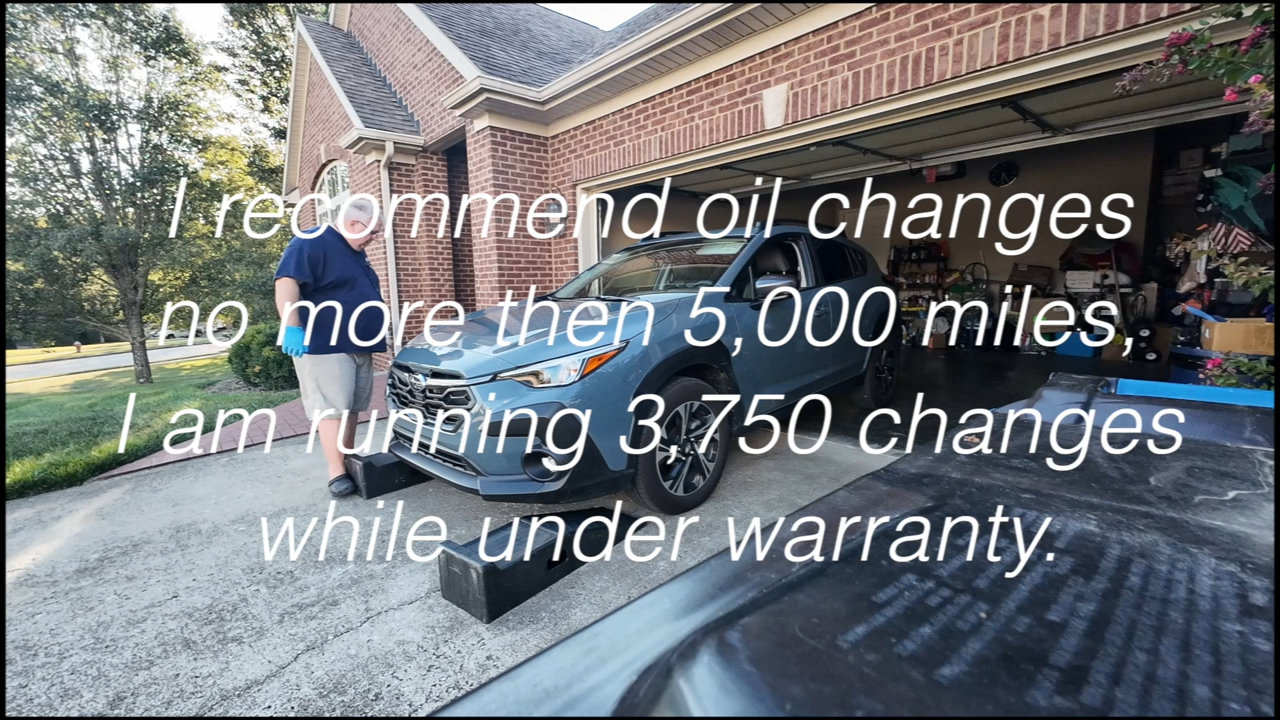 I recommend oil changes
no more then 5,000 miles,
I am running 3,750 changes
while under warranty.